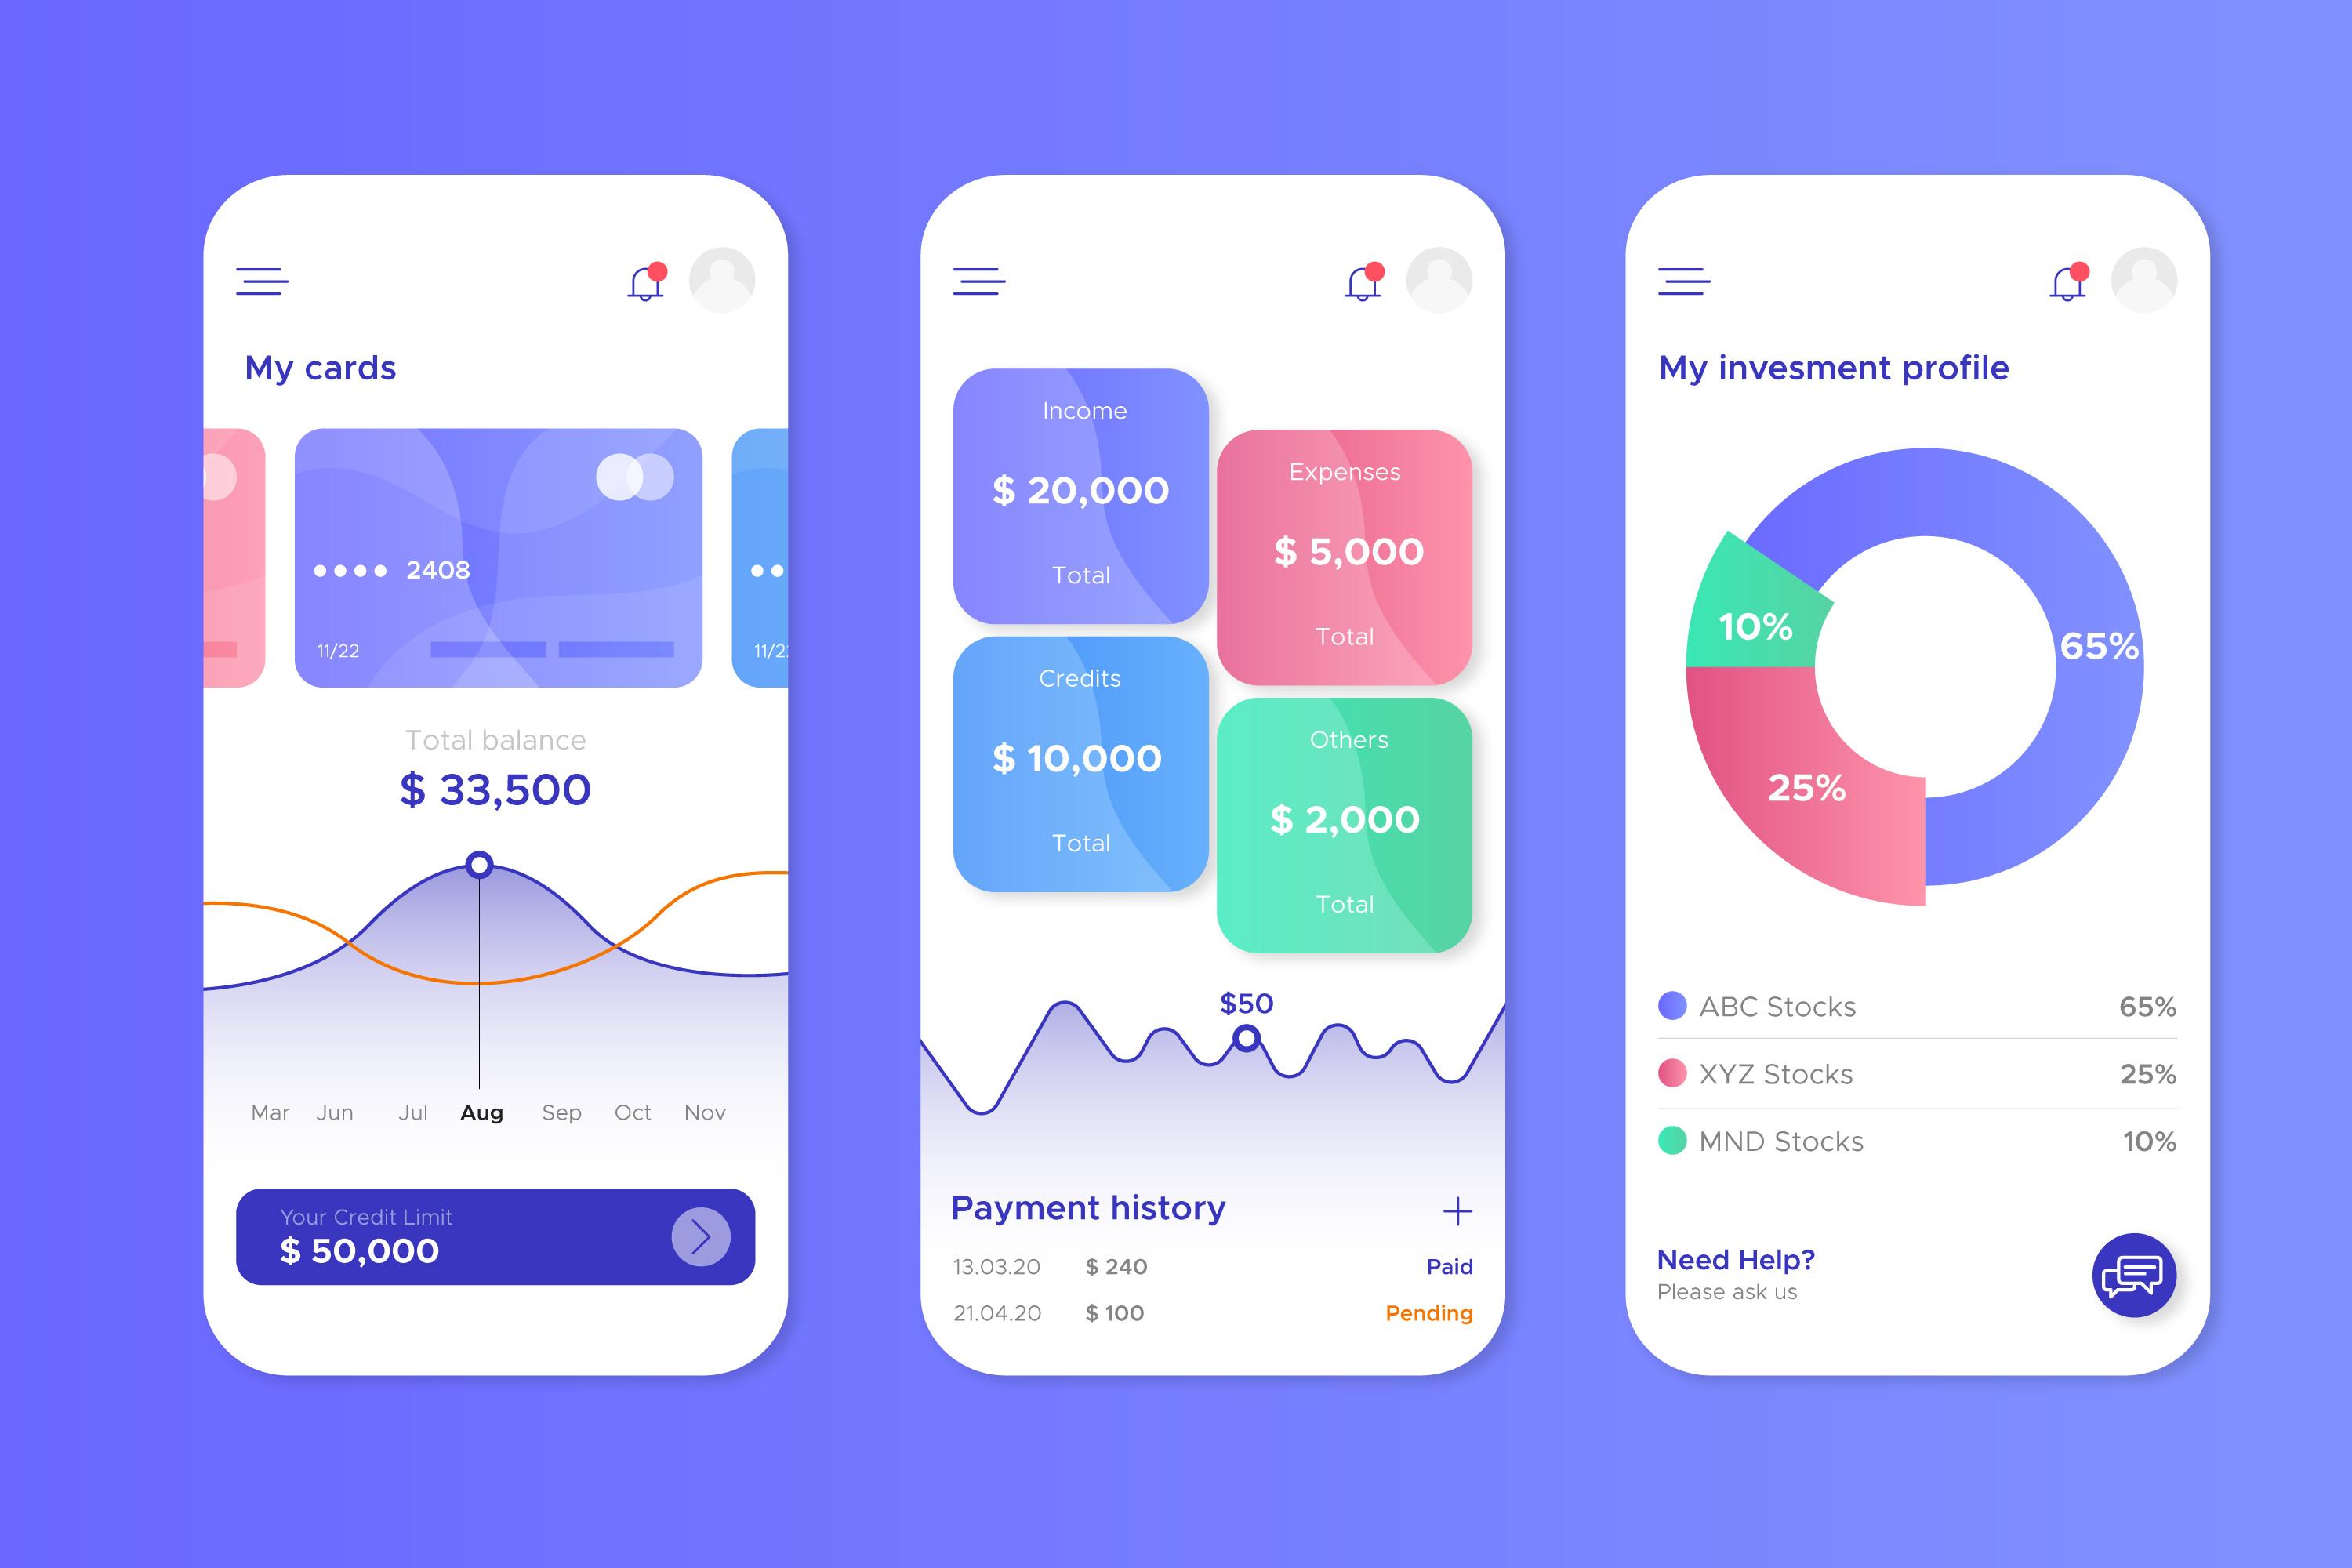 My cards
2408
11/22
11/2
Total balance
$ 33,500
Mar Jun Jul Aug Sep Oct Nov
Your Credit Limit
$ 50,000
Income
$ 20,000
Total
Expenses
$ 5,000
Total
Credits
$ 10,000
Total
Others
$ 2,000
Total
$50
Payment history
13.03.20 $ 240 Paid
21.04.20 $ 100 Pending
My invesment profile
10%
65%
25%
ABC Stocks 65%
XYZ Stocks 25%
MND Stocks 10%
Need Help?
Please ask us